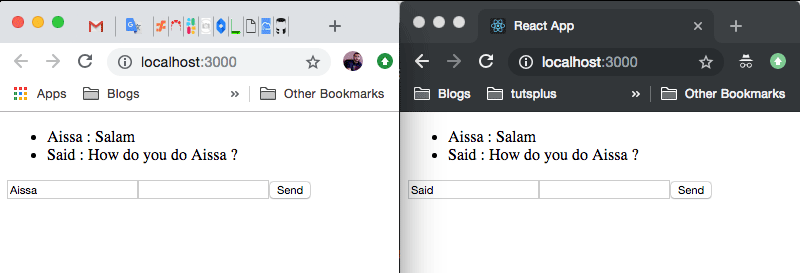 localhost:3000
Apps Blogs » Other Bookmarks
Aissa : Salam
Said : How do you do Aissa ?
Aissa Send
React App
localhost:3000
Blogs tutsplus » Other Bookmarks
Aissa : Salam
Said : How do you do Aissa ?
Said Send